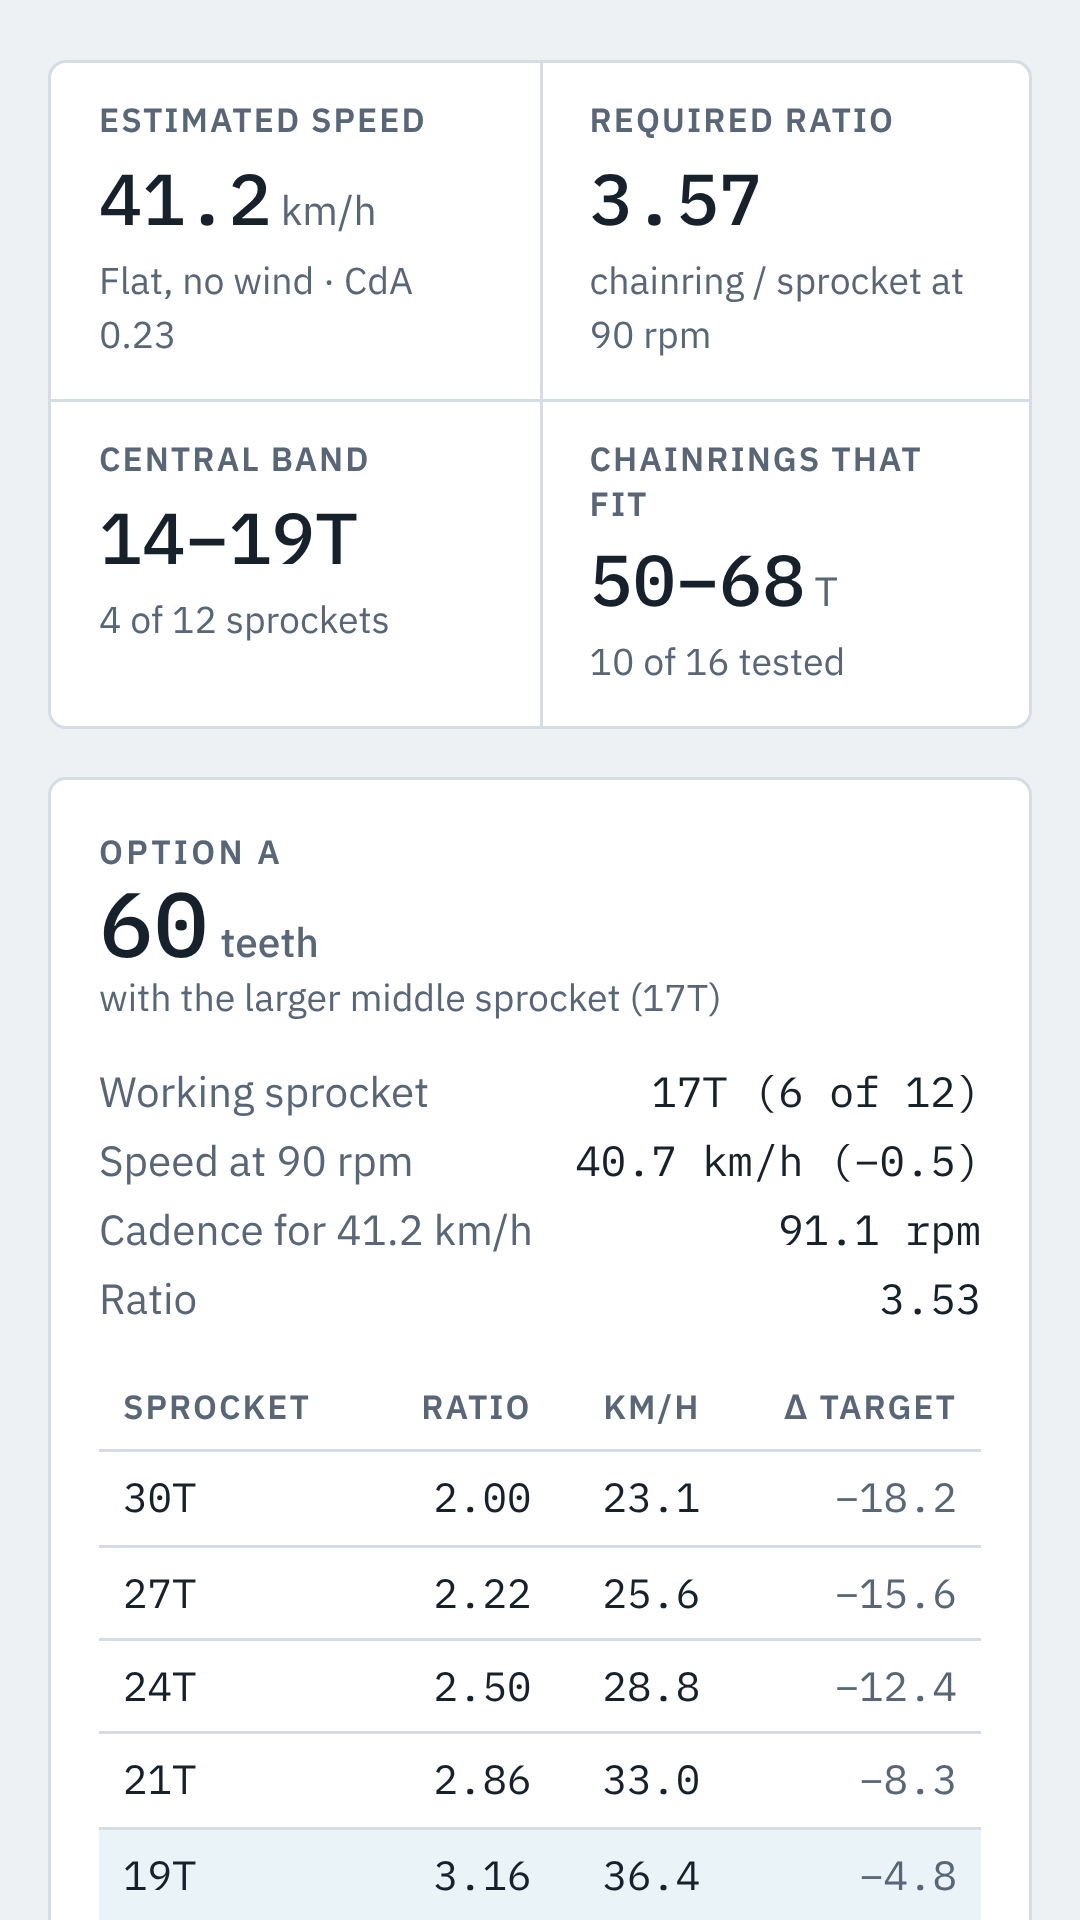 ESTIMATED SPEED
41.2 km/h
Flat, no wind · CdA
0.23
REQUIRED RATIO
3.57
chainring / sprocket at
90 rpm
CENTRAL BAND
14–19T
4 of 12 sprockets
CHAINRINGS THAT
FIT
50–68 T
10 of 16 tested
OPTION A
60 teeth
with the larger middle sprocket (17T)
Working sprocket 17T (6 of 12)
Speed at 90 rpm 40.7 km/h (−0.5)
Cadence for 41.2 km/h 91.1 rpm
Ratio 3.53
SPROCKET RATIO KM/H Δ TARGET
30T 2.00 23.1 −18.2
27T 2.22 25.6 −15.6
24T 2.50 28.8 −12.4
21T 2.86 33.0 −8.3
19T 3.16 36.4 −4.8